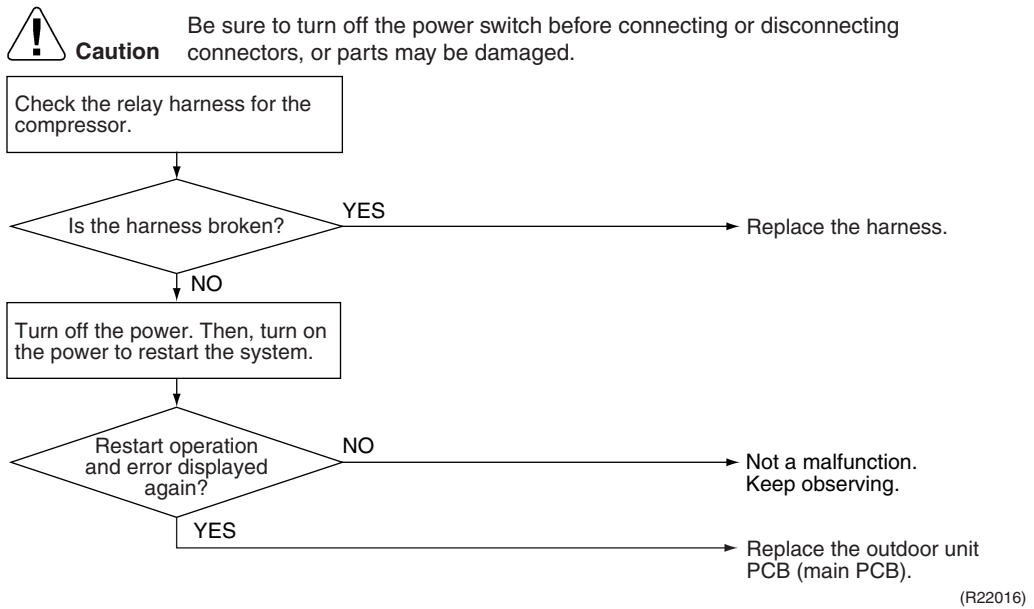 Be sure to turn off the power switch before connecting or disconnecting
Caution connectors, or parts may be damaged.
Check the relay harness for the
compressor.
Is the harness broken?
YES
Replace the harness.
NO
Turn off the power. Then, turn on
the power to restart the system.
Restart operation
and error displayed
again?
NO
Not a malfunction.
Keep observing.
YES
Replace the outdoor unit
PCB (main PCB).
(R22016)